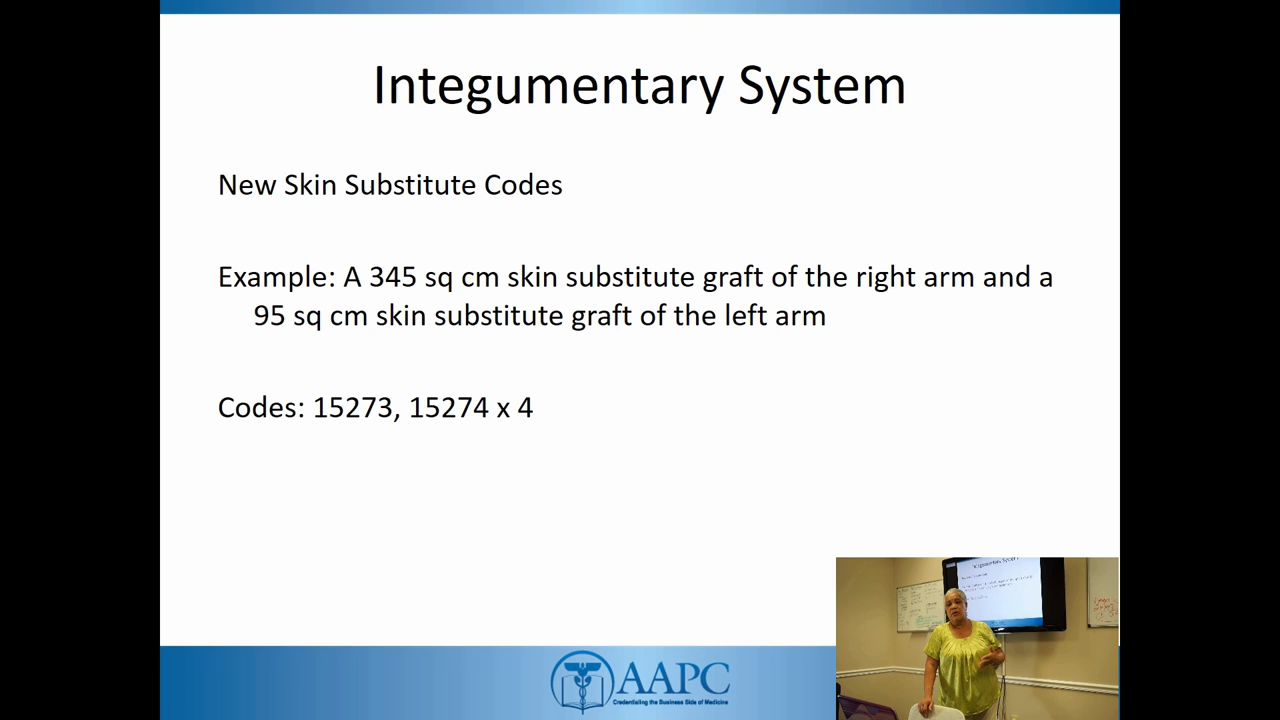 Integumentary System
New Skin Substitute Codes
Example: A 345 sq cm skin substitute graft of the right arm and a
95 sq cm skin substitute graft of the left arm
Codes: 15273, 15274 x 4
AAPC
Credentialing the Business Side of Medicine
Integumentary System